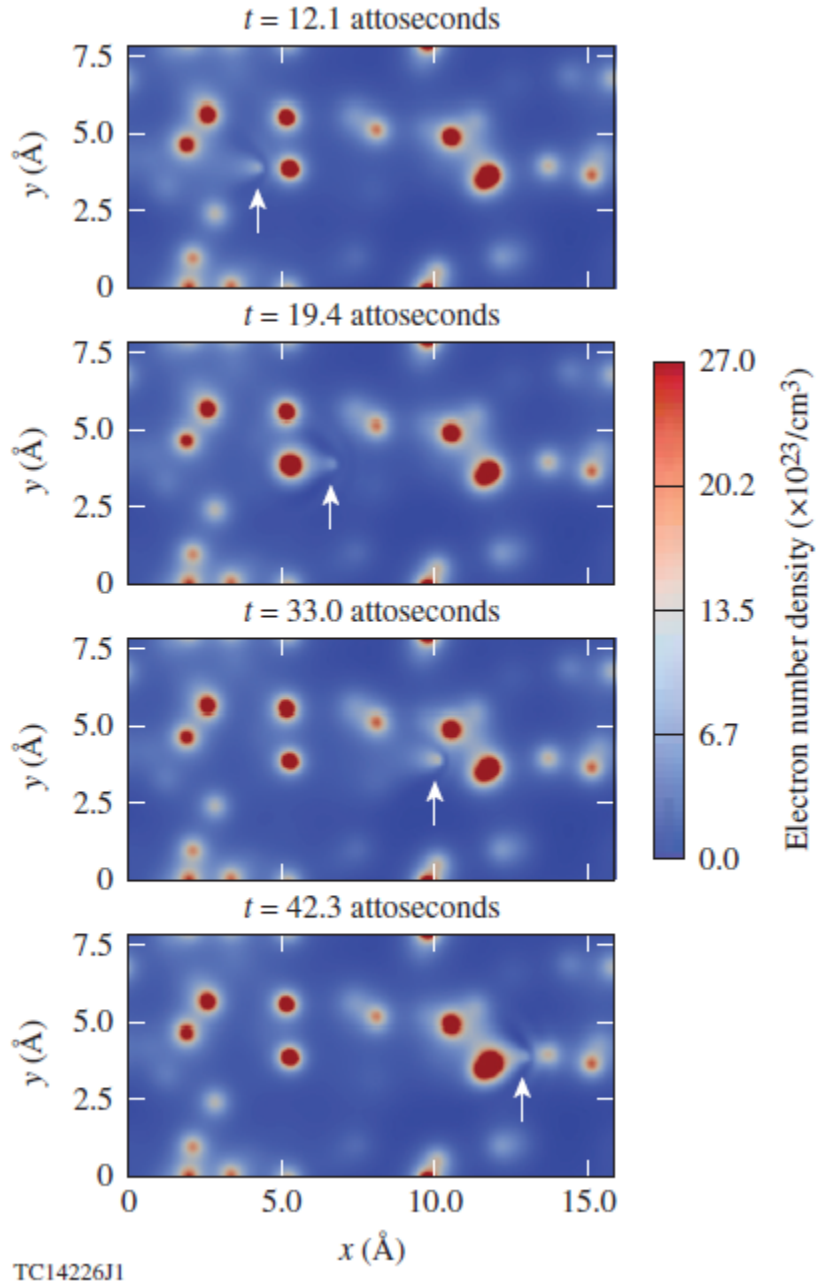 t = 12.1 attoseconds
7.5
5.0
2.5
0
y (Å)
t = 19.4 attoseconds
7.5
5.0
2.5
0
y (Å)
t = 33.0 attoseconds
7.5
5.0
2.5
0
y (Å)
t = 42.3 attoseconds
7.5
5.0
2.5
0
y (Å)
0 5.0 10.0 15.0
x (Å)
27.0
20.2
13.5
6.7
0.0
Electron number density (×10²³/cm³)
TC14226J1